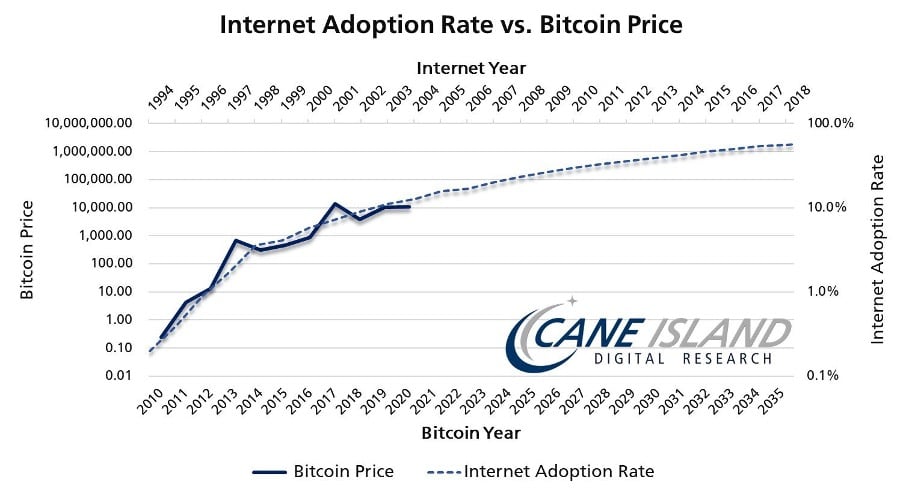 Internet Adoption Rate vs. Bitcoin Price
Internet Year
1994 1995 1996 1997 1998 1999 2000 2001 2002 2003 2004 2005 2006 2007 2008 2009 2010 2011 2012 2013 2014 2015 2016 2017 2018
10,000,000.00 100.0%
1,000,000.00
100,000.00
10,000.00 10.0%
1,000.00
100.00
10.00 1.0%
1.00
0.10
0.01 0.1%
Bitcoin Price
Internet Adoption Rate
CANE ISLAND
DIGITAL RESEARCH
2010 2011 2012 2013 2014 2015 2016 2017 2018 2019 2020 2021 2022 2023 2024 2025 2026 2027 2028 2029 2030 2031 2032 2033 2034 2035
Bitcoin Year
Bitcoin Price Internet Adoption Rate